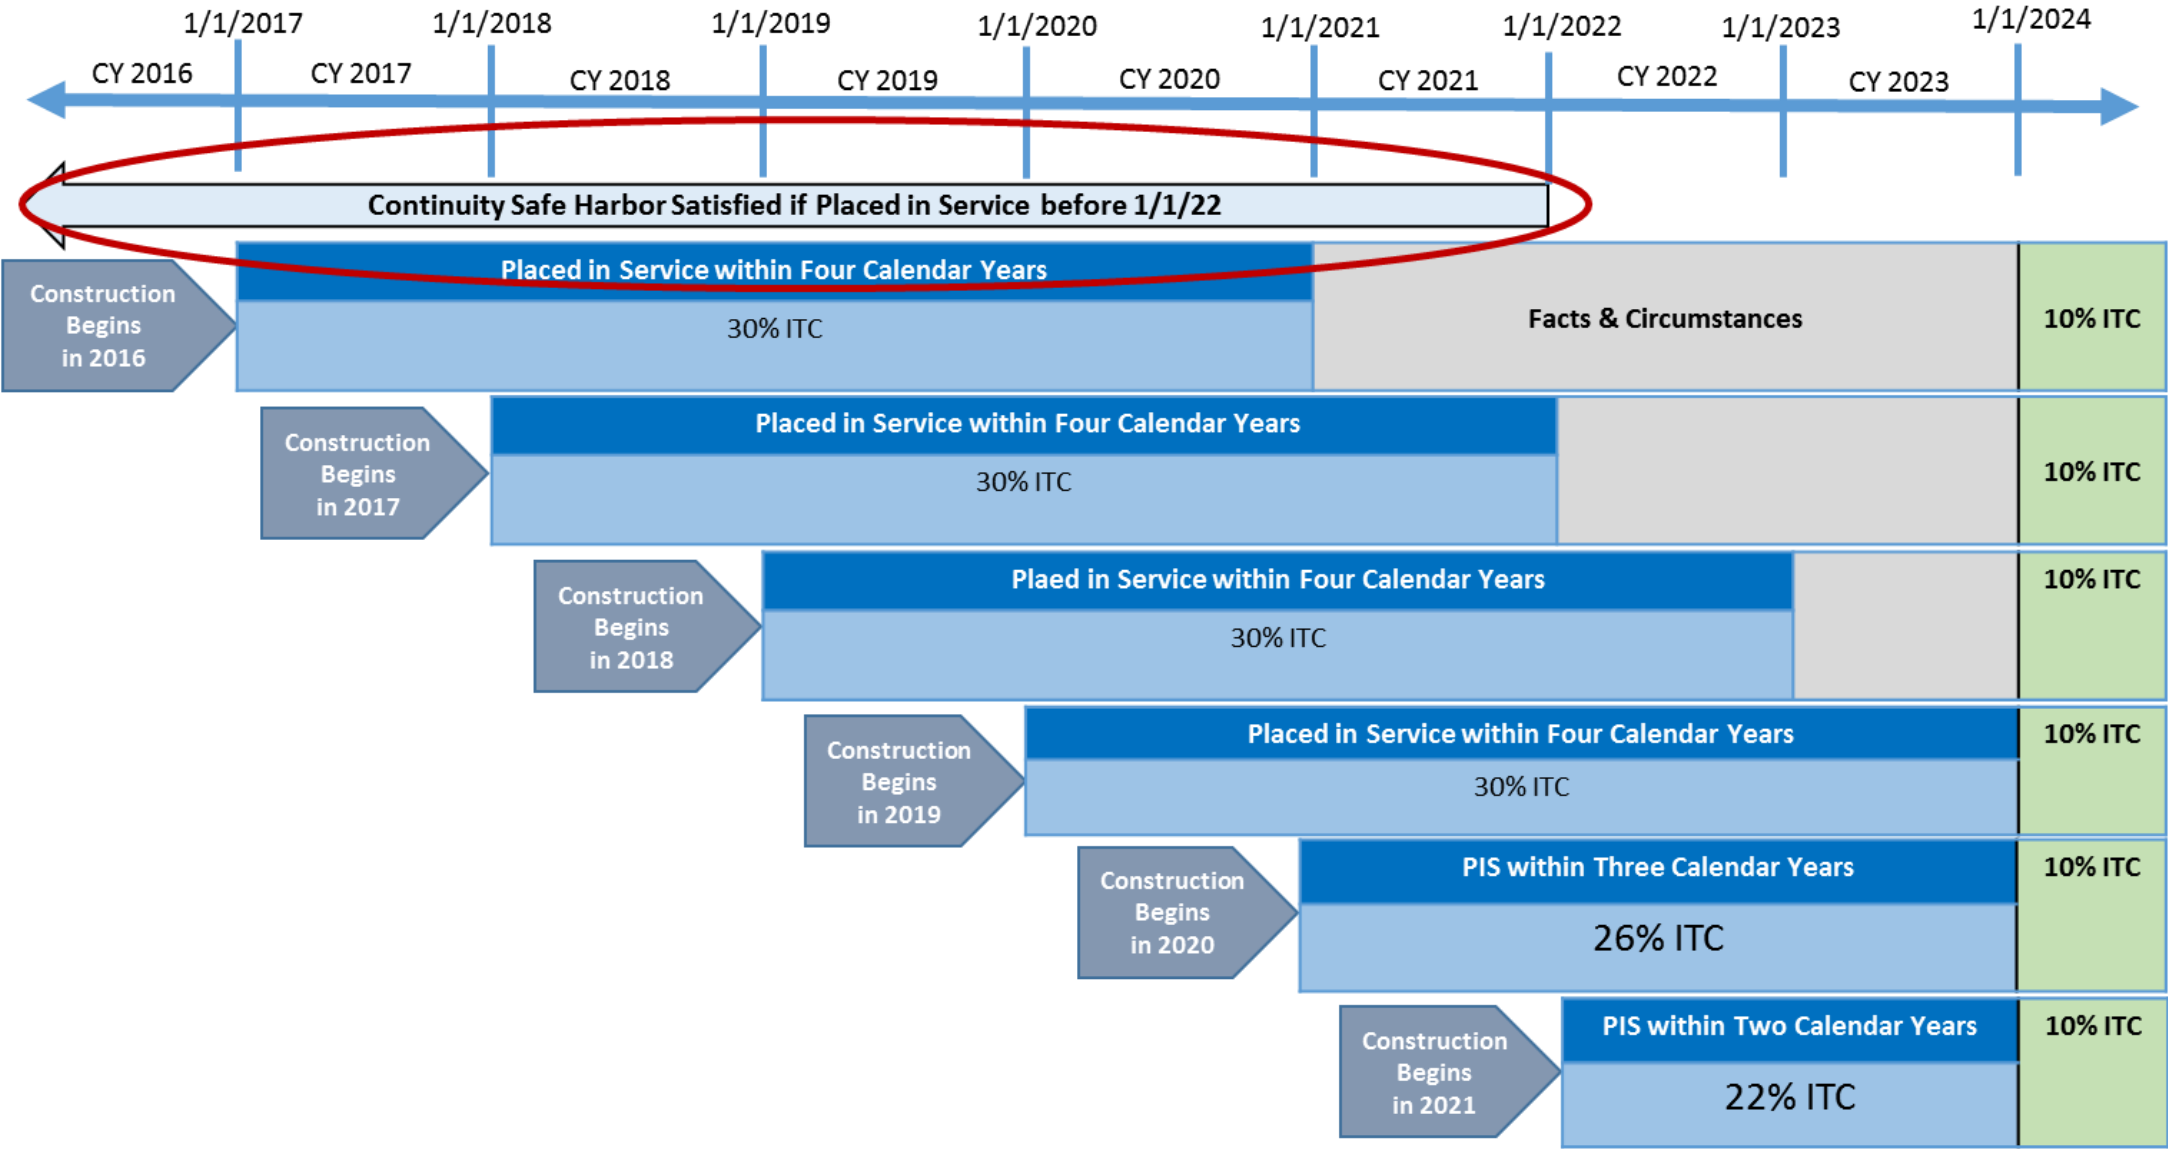 1/1/2017
1/1/2018
1/1/2019
1/1/2020
1/1/2021
1/1/2022
1/1/2023
1/1/2024
CY 2016
CY 2017
CY 2018
CY 2019
CY 2020
CY 2021
CY 2022
CY 2023
Continuity Safe Harbor Satisfied if Placed in Service before 1/1/22
Construction
Begins
in 2016
Placed in Service within Four Calendar Years
30% ITC
Facts & Circumstances
10% ITC
Construction
Begins
in 2017
Placed in Service within Four Calendar Years
30% ITC
10% ITC
Construction
Begins
in 2018
Plaed in Service within Four Calendar Years
30% ITC
10% ITC
Construction
Begins
in 2019
Placed in Service within Four Calendar Years
30% ITC
10% ITC
Construction
Begins
in 2020
PIS within Three Calendar Years
26% ITC
10% ITC
Construction
Begins
in 2021
PIS within Two Calendar Years
22% ITC
10% ITC